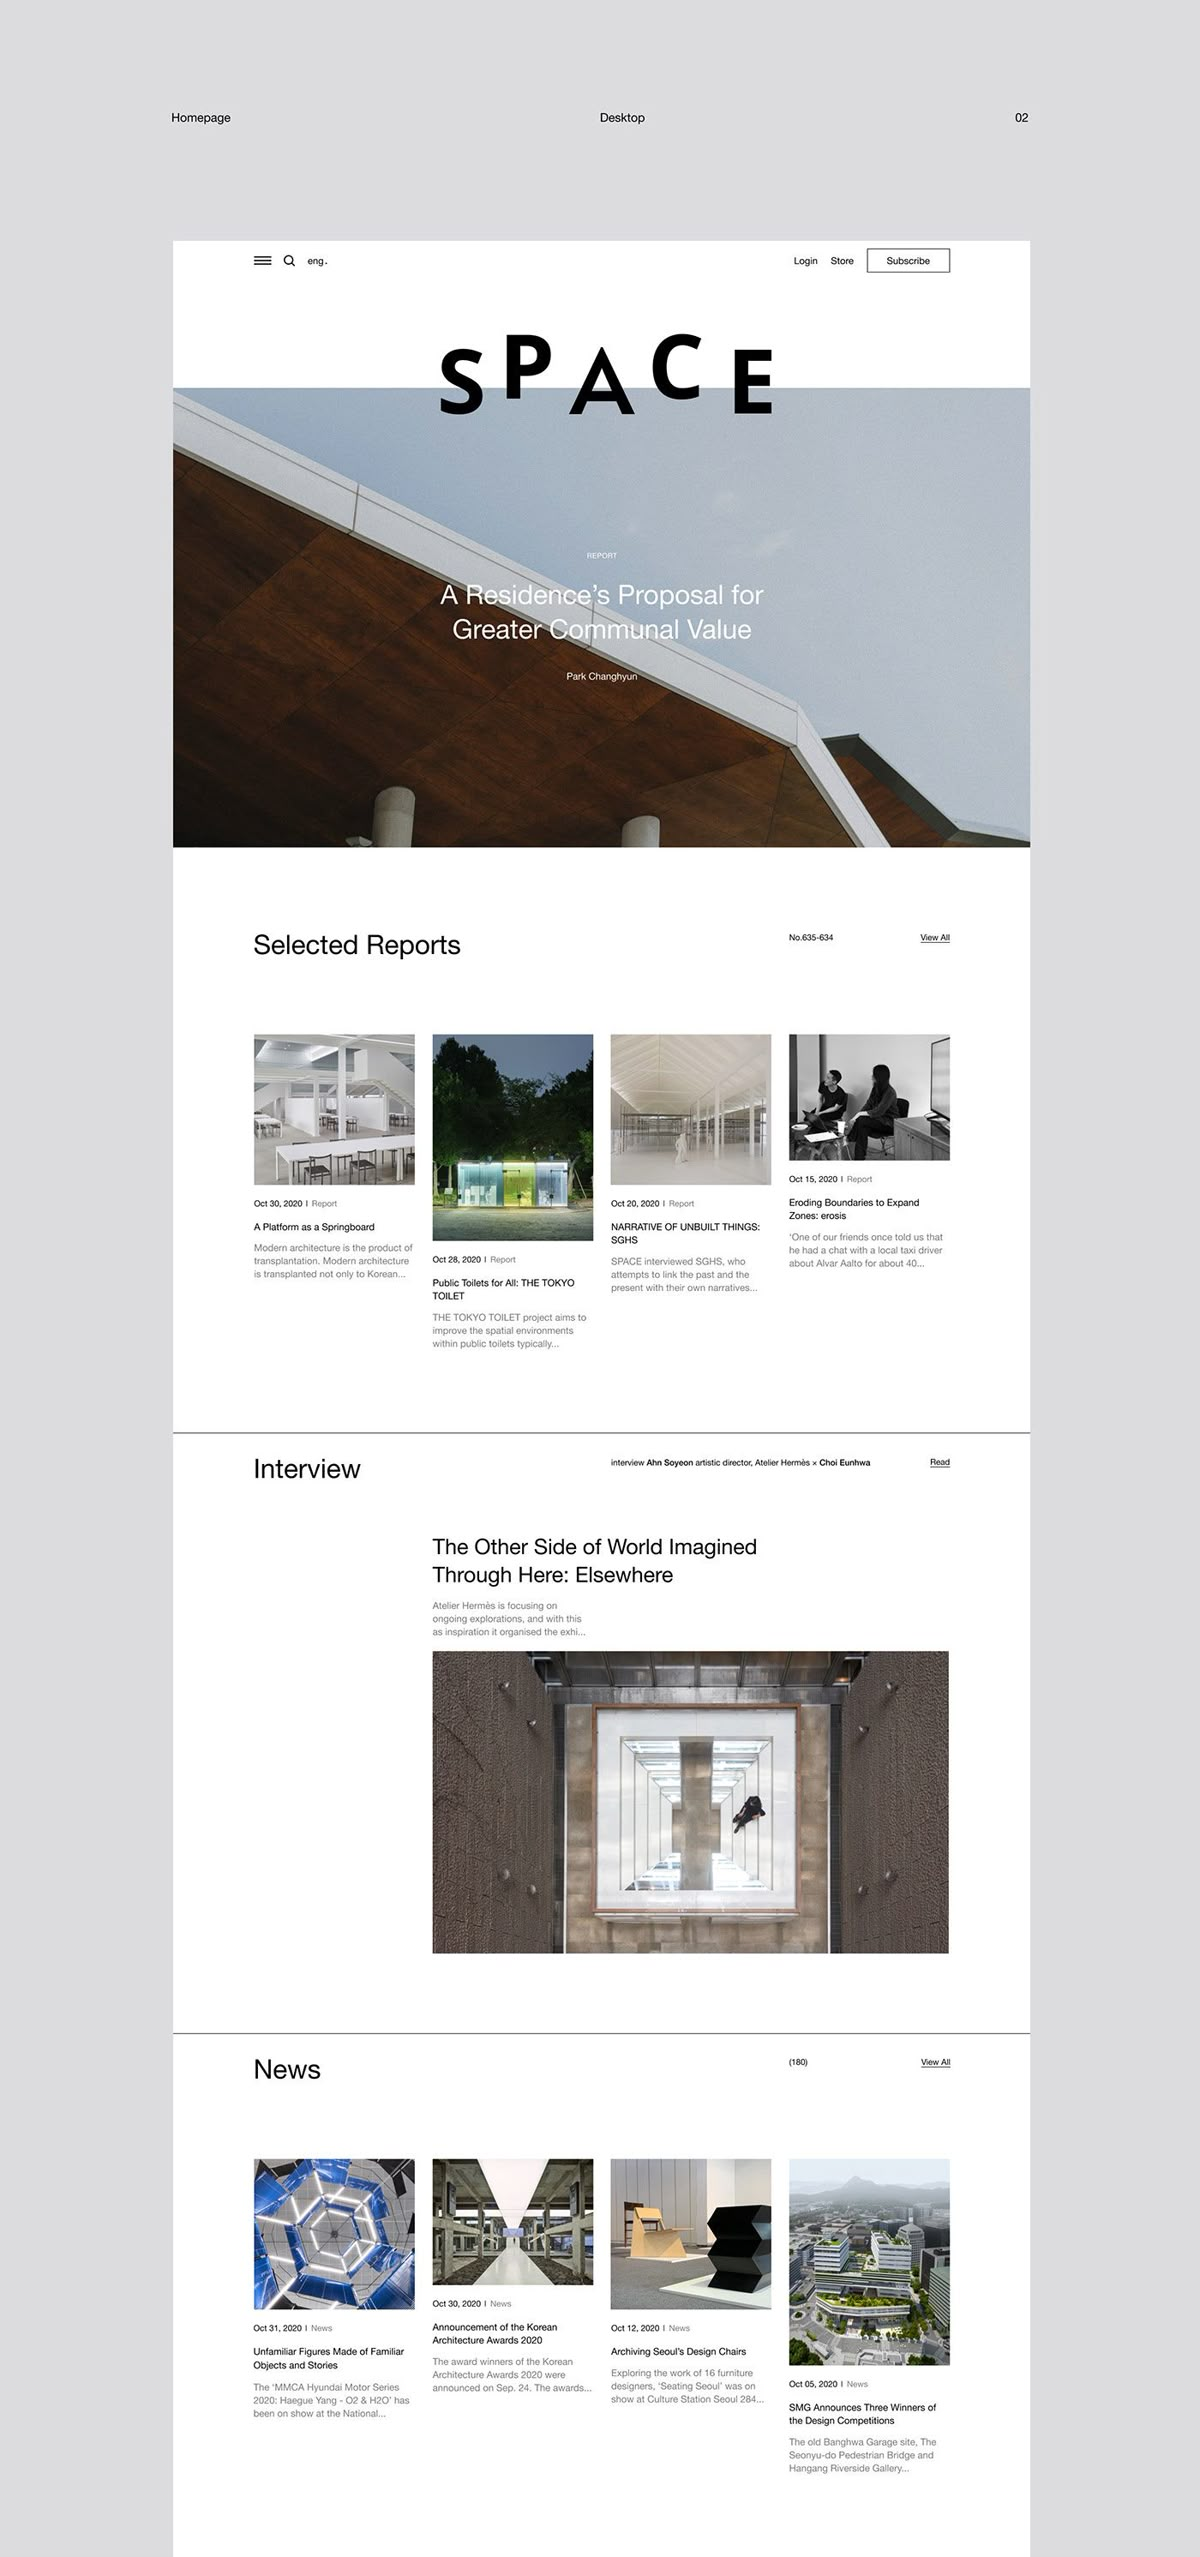 Homepage
Desktop
02
eng.
Login
Store
Subscribe
SPACE
REPORT
A Residence’s Proposal for
Greater Communal Value
Park Changhyun
Selected Reports
No.635-634
View All
Oct 30, 2020 I Report
A Platform as a Springboard
Modern architecture is the product of
transplantation. Modern architecture
is transplanted not only to Korean...
Oct 28, 2020 I Report
Public Toilets for All: THE TOKYO
TOILET
THE TOKYO TOILET project aims to
improve the spatial environments
within public toilets typically...
Oct 20, 2020 I Report
NARRATIVE OF UNBUILT THINGS:
SGHS
SPACE interviewed SGHS, who
attempts to link the past and the
present with their own narratives...
Oct 15, 2020 I Report
Eroding Boundaries to Expand
Zones: erosis
‘One of our friends once told us that
he had a chat with a local taxi driver
about Alvar Aalto for about 40...
Interview
interview Ahn Soyeon artistic director, Atelier Hermès × Choi Eunhwa
Read
The Other Side of World Imagined
Through Here: Elsewhere
Atelier Hermès is focusing on
ongoing explorations, and with this
as inspiration it organised the exhi...
News
(180)
View All
Oct 31, 2020 I News
Unfamiliar Figures Made of Familiar
Objects and Stories
The ‘MMCA Hyundai Motor Series
2020: Haegue Yang - O2 & H2O’ has
been on show at the National...
Oct 30, 2020 I News
Announcement of the Korean
Architecture Awards 2020
The award winners of the Korean
Architecture Awards 2020 were
announced on Sep. 24. The awards...
Oct 12, 2020 I News
Archiving Seoul’s Design Chairs
Exploring the work of 16 furniture
designers, ‘Seating Seoul’ was on
show at Culture Station Seoul 284...
Oct 05, 2020 I News
SMG Announces Three Winners of
the Design Competitions
The old Banghwa Garage site, The
Seonyu-do Pedestrian Bridge and
Hangang Riverside Gallery...